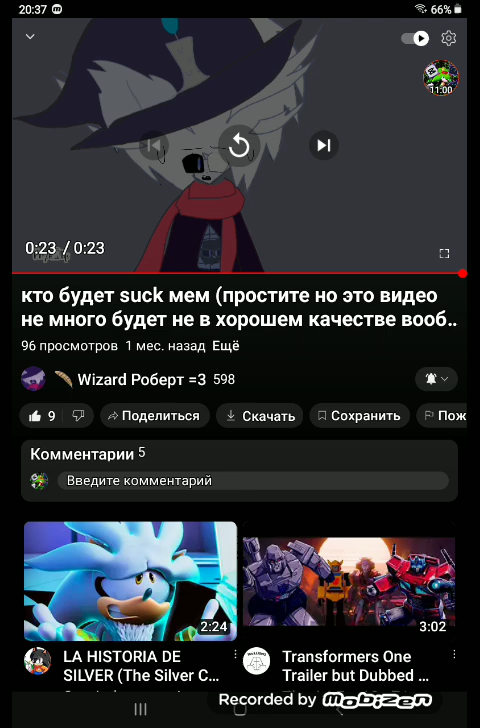 20:37
66%
11:00
0:23 / 0:23
кто будет suck мем (простите но это видео
не много будет не в хорошем качестве вооб..
96 просмотров 1 мес. назад Ещё
Wizard Роберт =3 598
9 Поделиться Скачать Сохранить Пож
Комментарии 5
Введите комментарий
2:24
3:02
LA HISTORIA DE
SILVER (The Silver C...
Transformers One
Trailer but Dubbed ...
Recorded by MOBIZEN